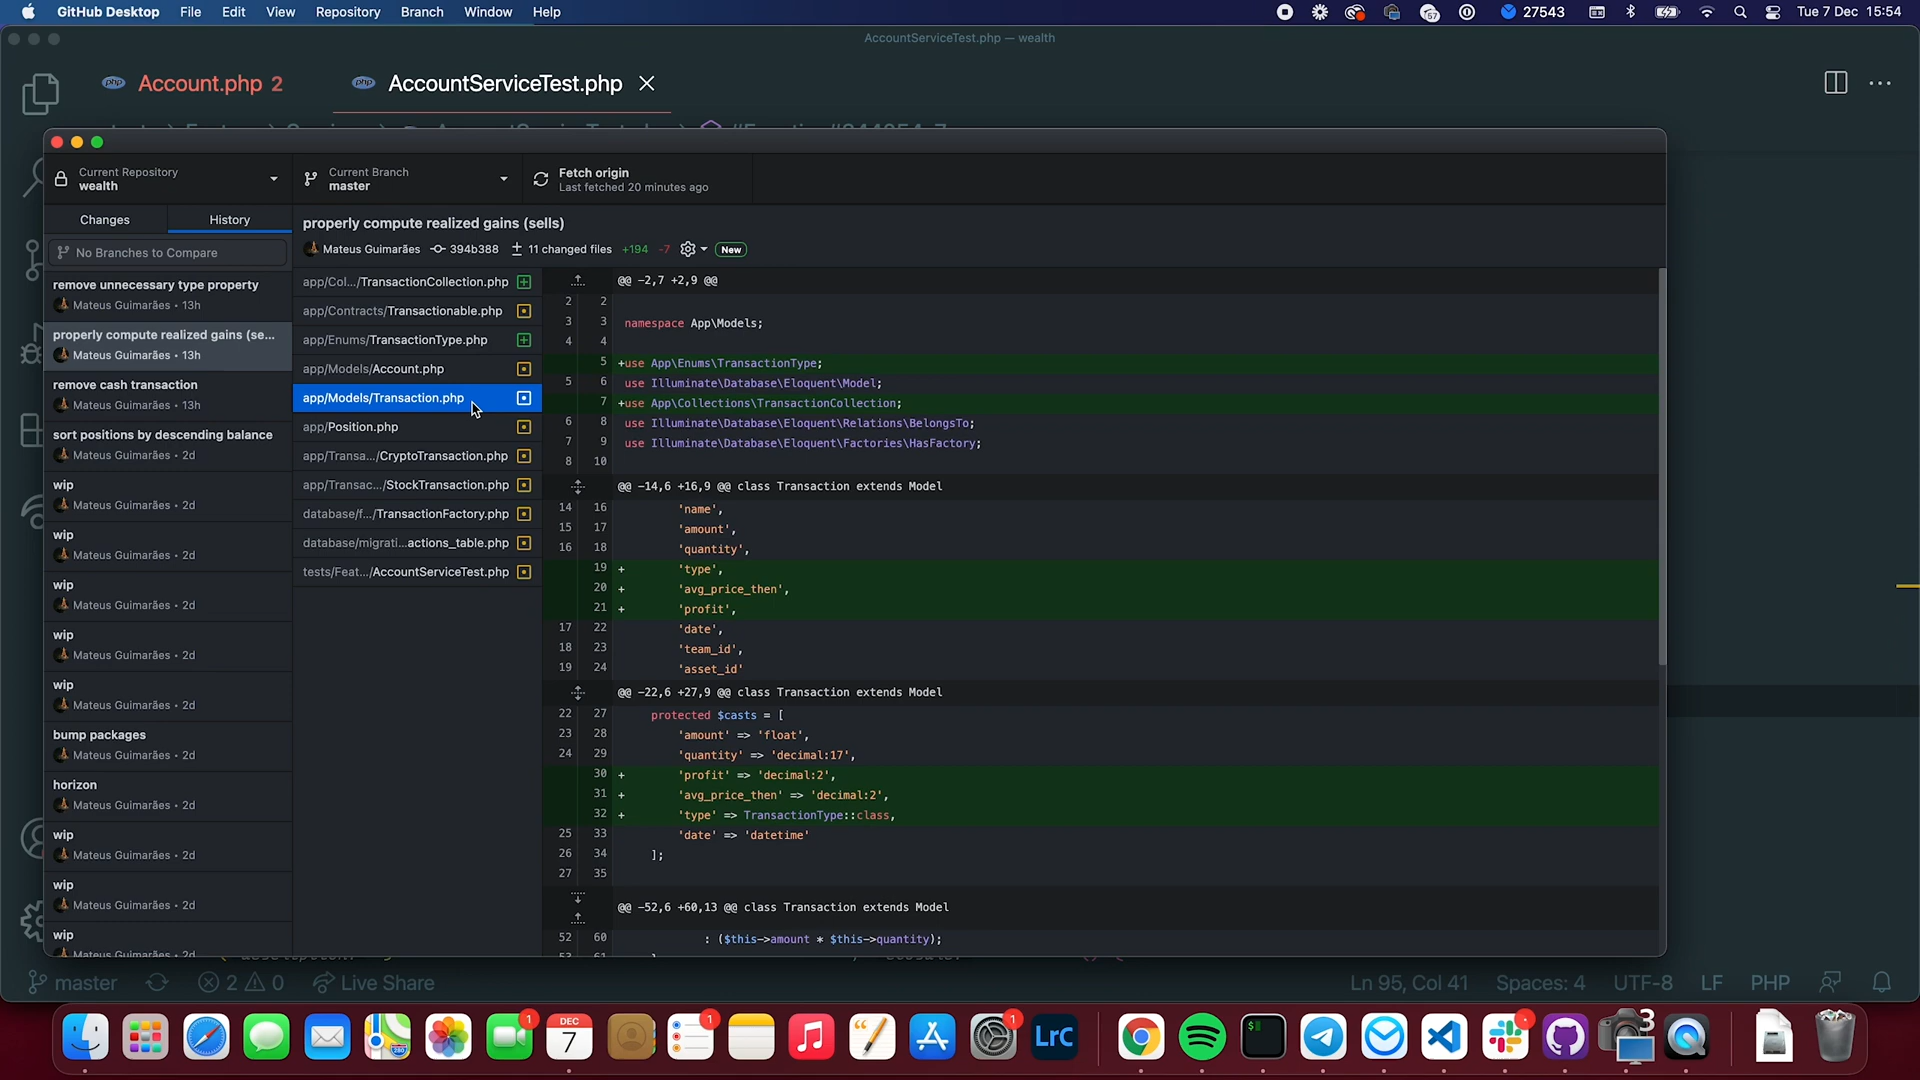 GitHub Desktop File Edit View Repository Branch Window Help 57 27543 Tue 7 Dec 15:54
AccountServiceTest.php — wealth
php Account.php 2 php AccountServiceTest.php
Current Repository
wealth
Current Branch
master
Fetch origin
Last fetched 20 minutes ago
Changes History
No Branches to Compare
remove unnecessary type property
Mateus Guimarães • 13h
properly compute realized gains (se...
Mateus Guimarães • 13h
remove cash transaction
Mateus Guimarães • 13h
sort positions by descending balance
Mateus Guimarães • 2d
wip
Mateus Guimarães • 2d
wip
Mateus Guimarães • 2d
wip
Mateus Guimarães • 2d
wip
Mateus Guimarães • 2d
wip
Mateus Guimarães • 2d
bump packages
Mateus Guimarães • 2d
horizon
Mateus Guimarães • 2d
wip
Mateus Guimarães • 2d
wip
Mateus Guimarães • 2d
wip
Mateus Guimarães • 2d
properly compute realized gains (sells)
Mateus Guimarães 394b388 11 changed files +194 -7 New
app/Col.../TransactionCollection.php
app/Contracts/Transactionable.php
app/Enums/TransactionType.php
app/Models/Account.php
app/Models/Transaction.php
app/Position.php
app/Transa.../CryptoTransaction.php
app/Transac.../StockTransaction.php
database/f.../TransactionFactory.php
database/migrati...actions_table.php
tests/Feat.../AccountServiceTest.php
@@ -2,7 +2,9 @@
2 2
3 3 namespace App\Models;
4 4
5 +use App\Enums\TransactionType;
5 6 use Illuminate\Database\Eloquent\Model;
7 +use App\Collections\TransactionCollection;
6 8 use Illuminate\Database\Eloquent\Relations\BelongsTo;
7 9 use Illuminate\Database\Eloquent\Factories\HasFactory;
8 10
@@ -14,6 +16,9 @@ class Transaction extends Model
14 16 'name',
15 17 'amount',
16 18 'quantity',
19 + 'type',
20 + 'avg_price_then',
21 + 'profit',
17 22 'date',
18 23 'team_id',
19 24 'asset_id'
@@ -22,6 +27,9 @@ class Transaction extends Model
22 27 protected $casts = [
23 28 'amount' => 'float',
24 29 'quantity' => 'decimal:17',
30 + 'profit' => 'decimal:2',
31 + 'avg_price_then' => 'decimal:2',
32 + 'type' => TransactionType::class,
25 33 'date' => 'datetime'
26 34 ];
27 35
@@ -52,6 +60,13 @@ class Transaction extends Model
52 60 : ($this->amount * $this->quantity);
master 2 0 Live Share Ln 95, Col 41 Spaces: 4 UTF-8 LF PHP
1 DEC 7 1 1 LrC 3